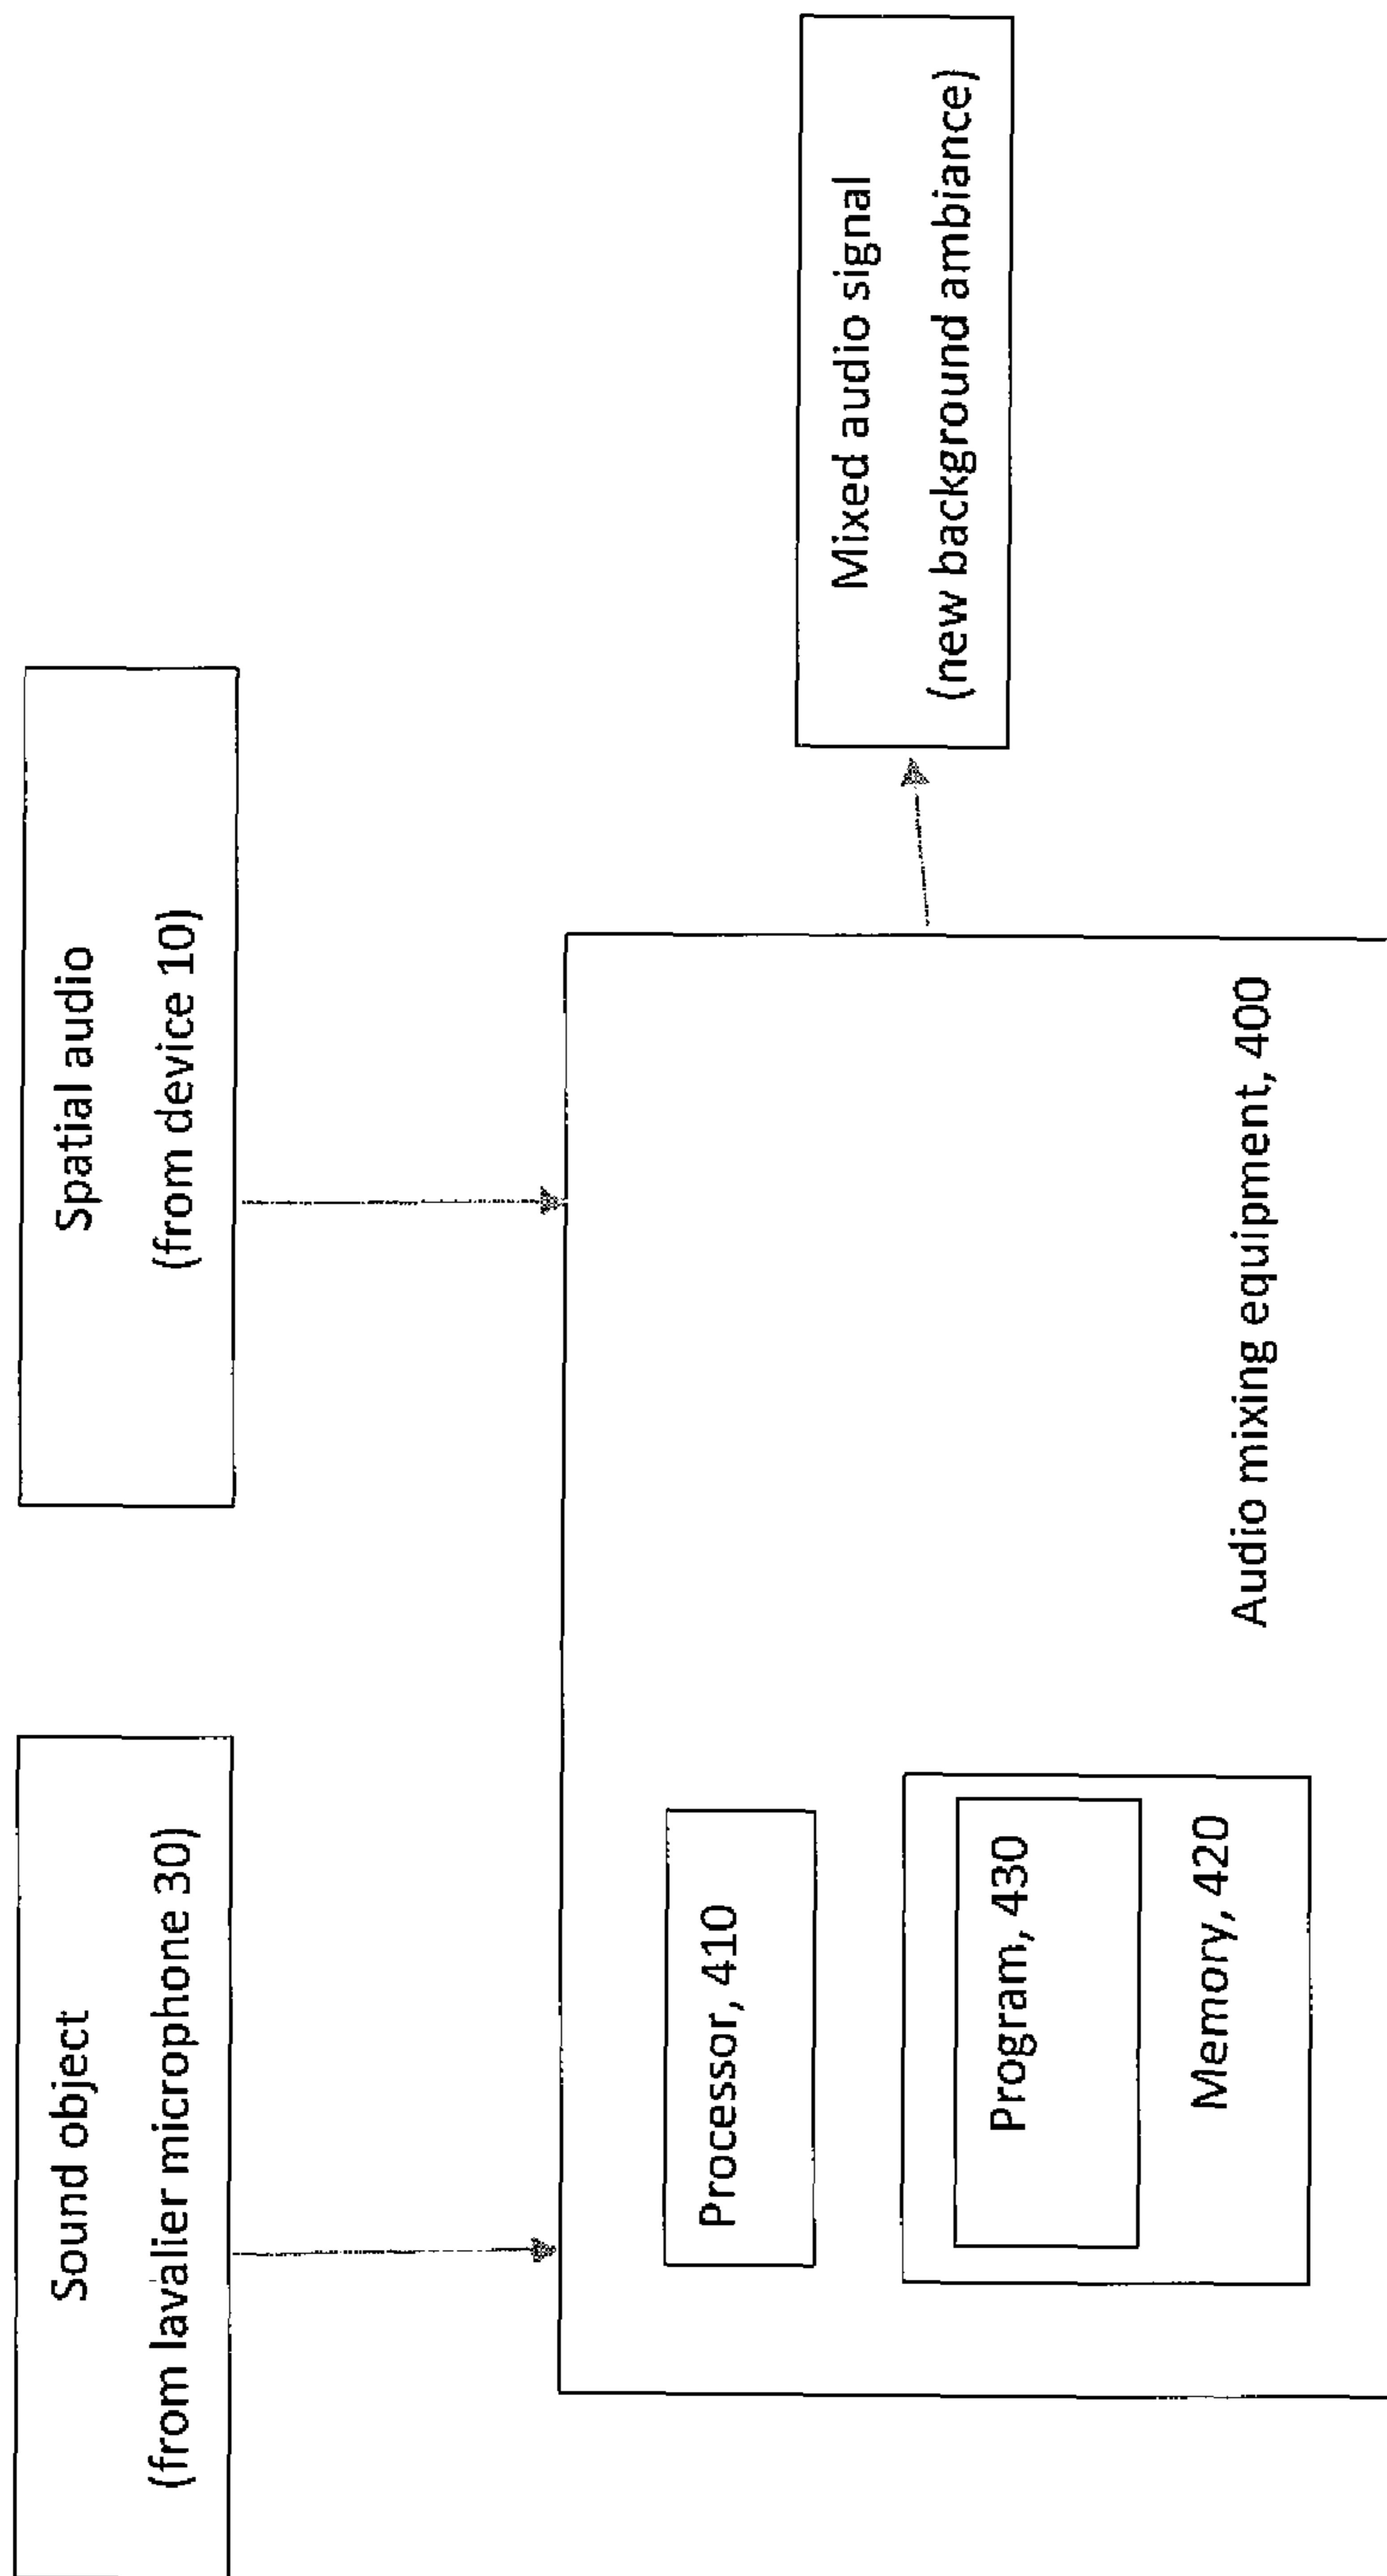 Sound object
(from lavalier microphone 30)
Spatial audio
(from device 10)
Processor, 410
Program, 430
Memory, 420
Audio mixing equipment, 400
Mixed audio signal
(new background ambiance)